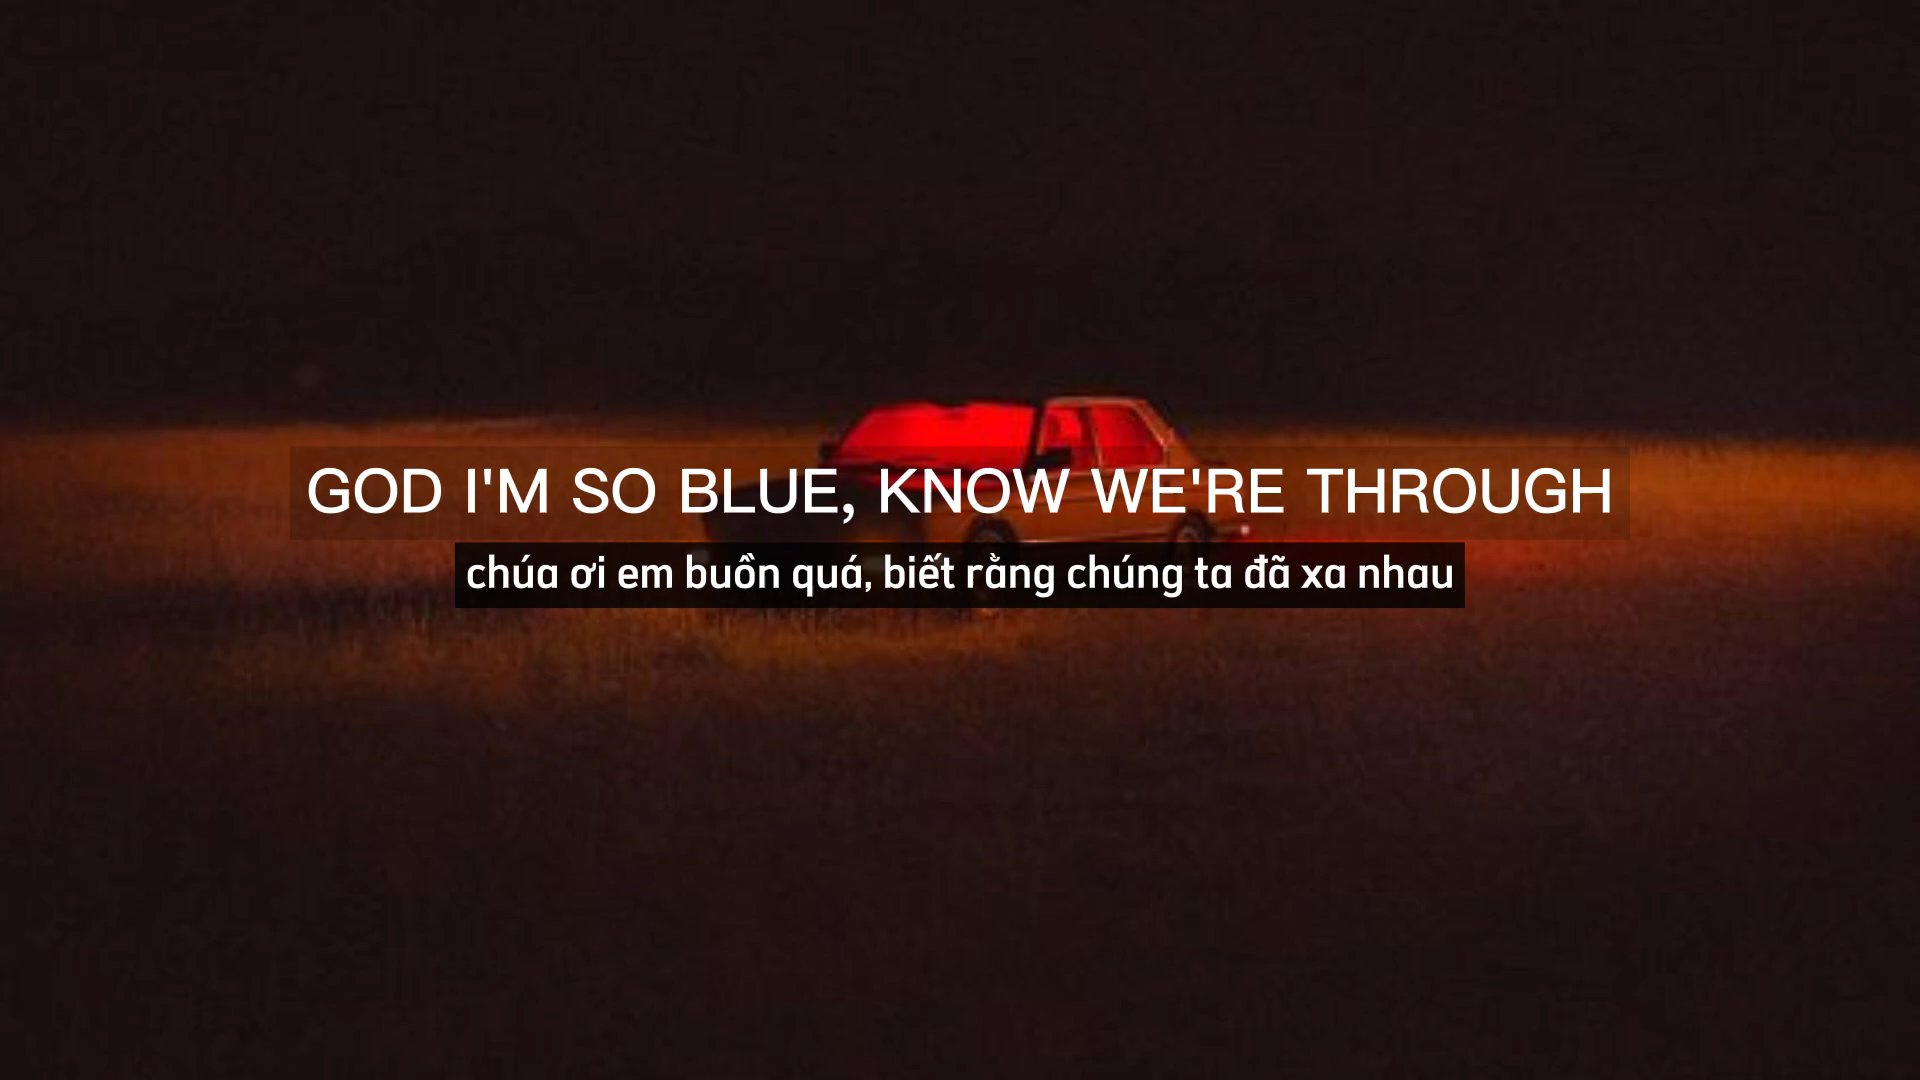 GOD I'M SO BLUE, KNOW WE'RE THROUGH
chúa ơi em buồn quá, biết rằng chúng ta đã xa nhau